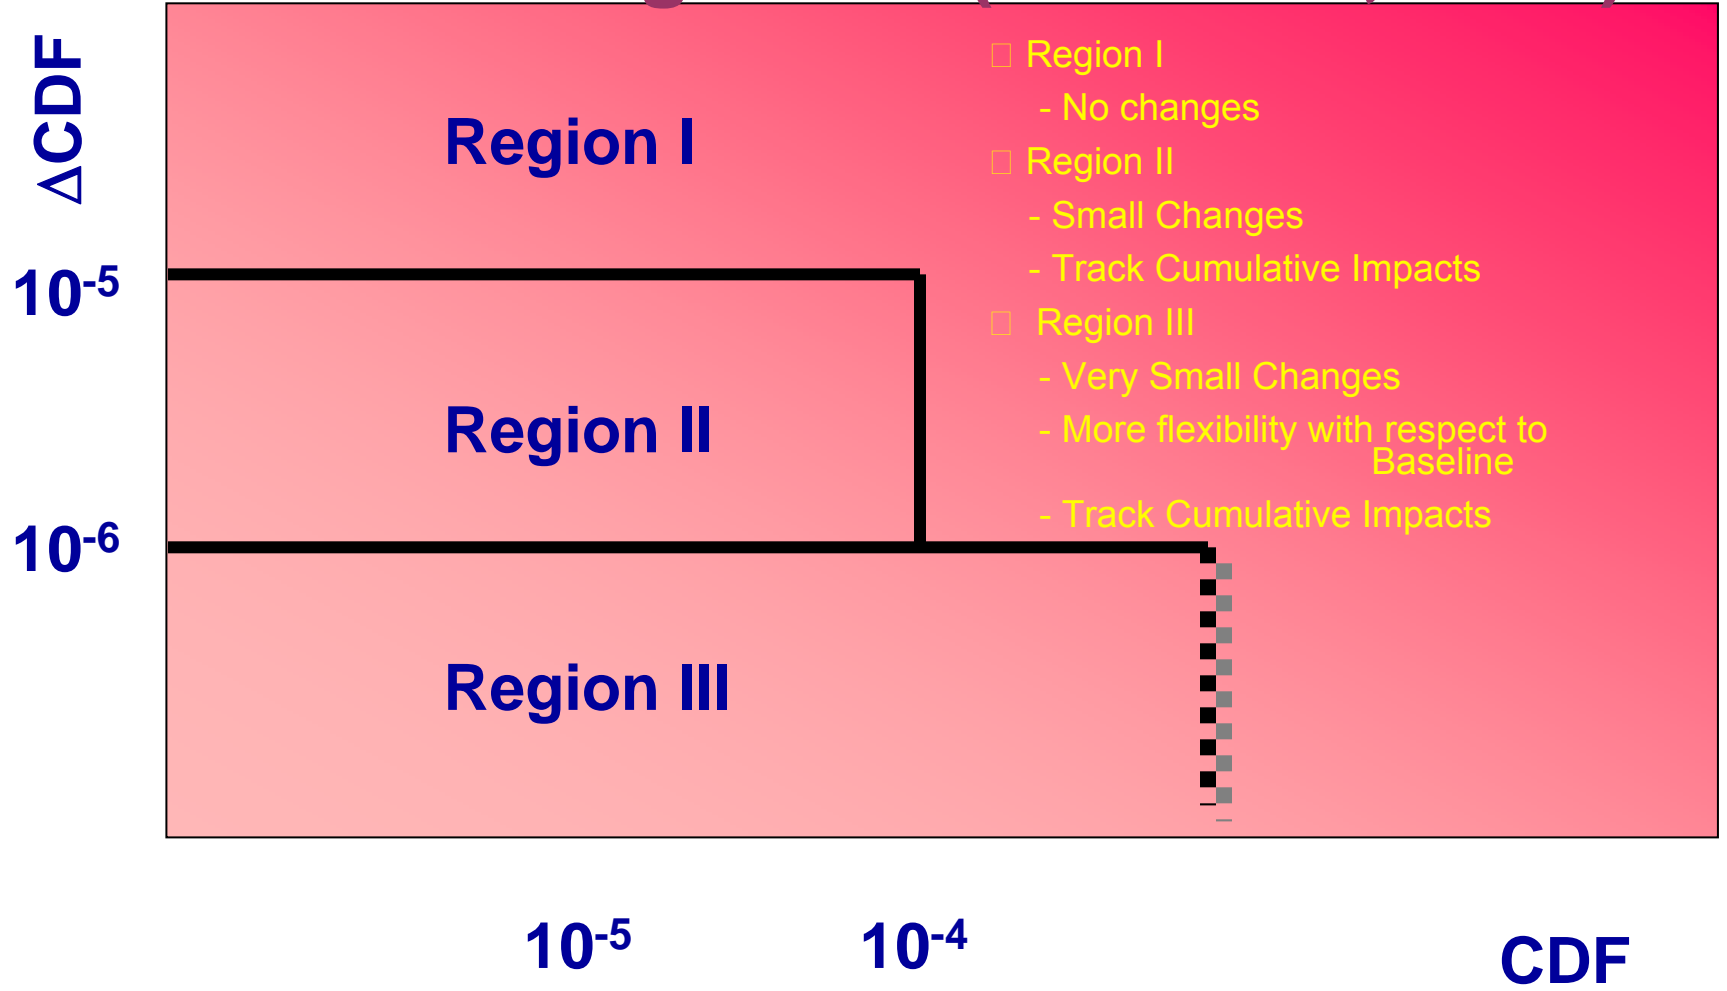 ΔCDF
Region I
10-5
Region II
10-6
Region III
Region I
- No changes
Region II
- Small Changes
- Track Cumulative Impacts
Region III
- Very Small Changes
- More flexibility with respect to
Baseline
- Track Cumulative Impacts
10-5
10-4
CDF